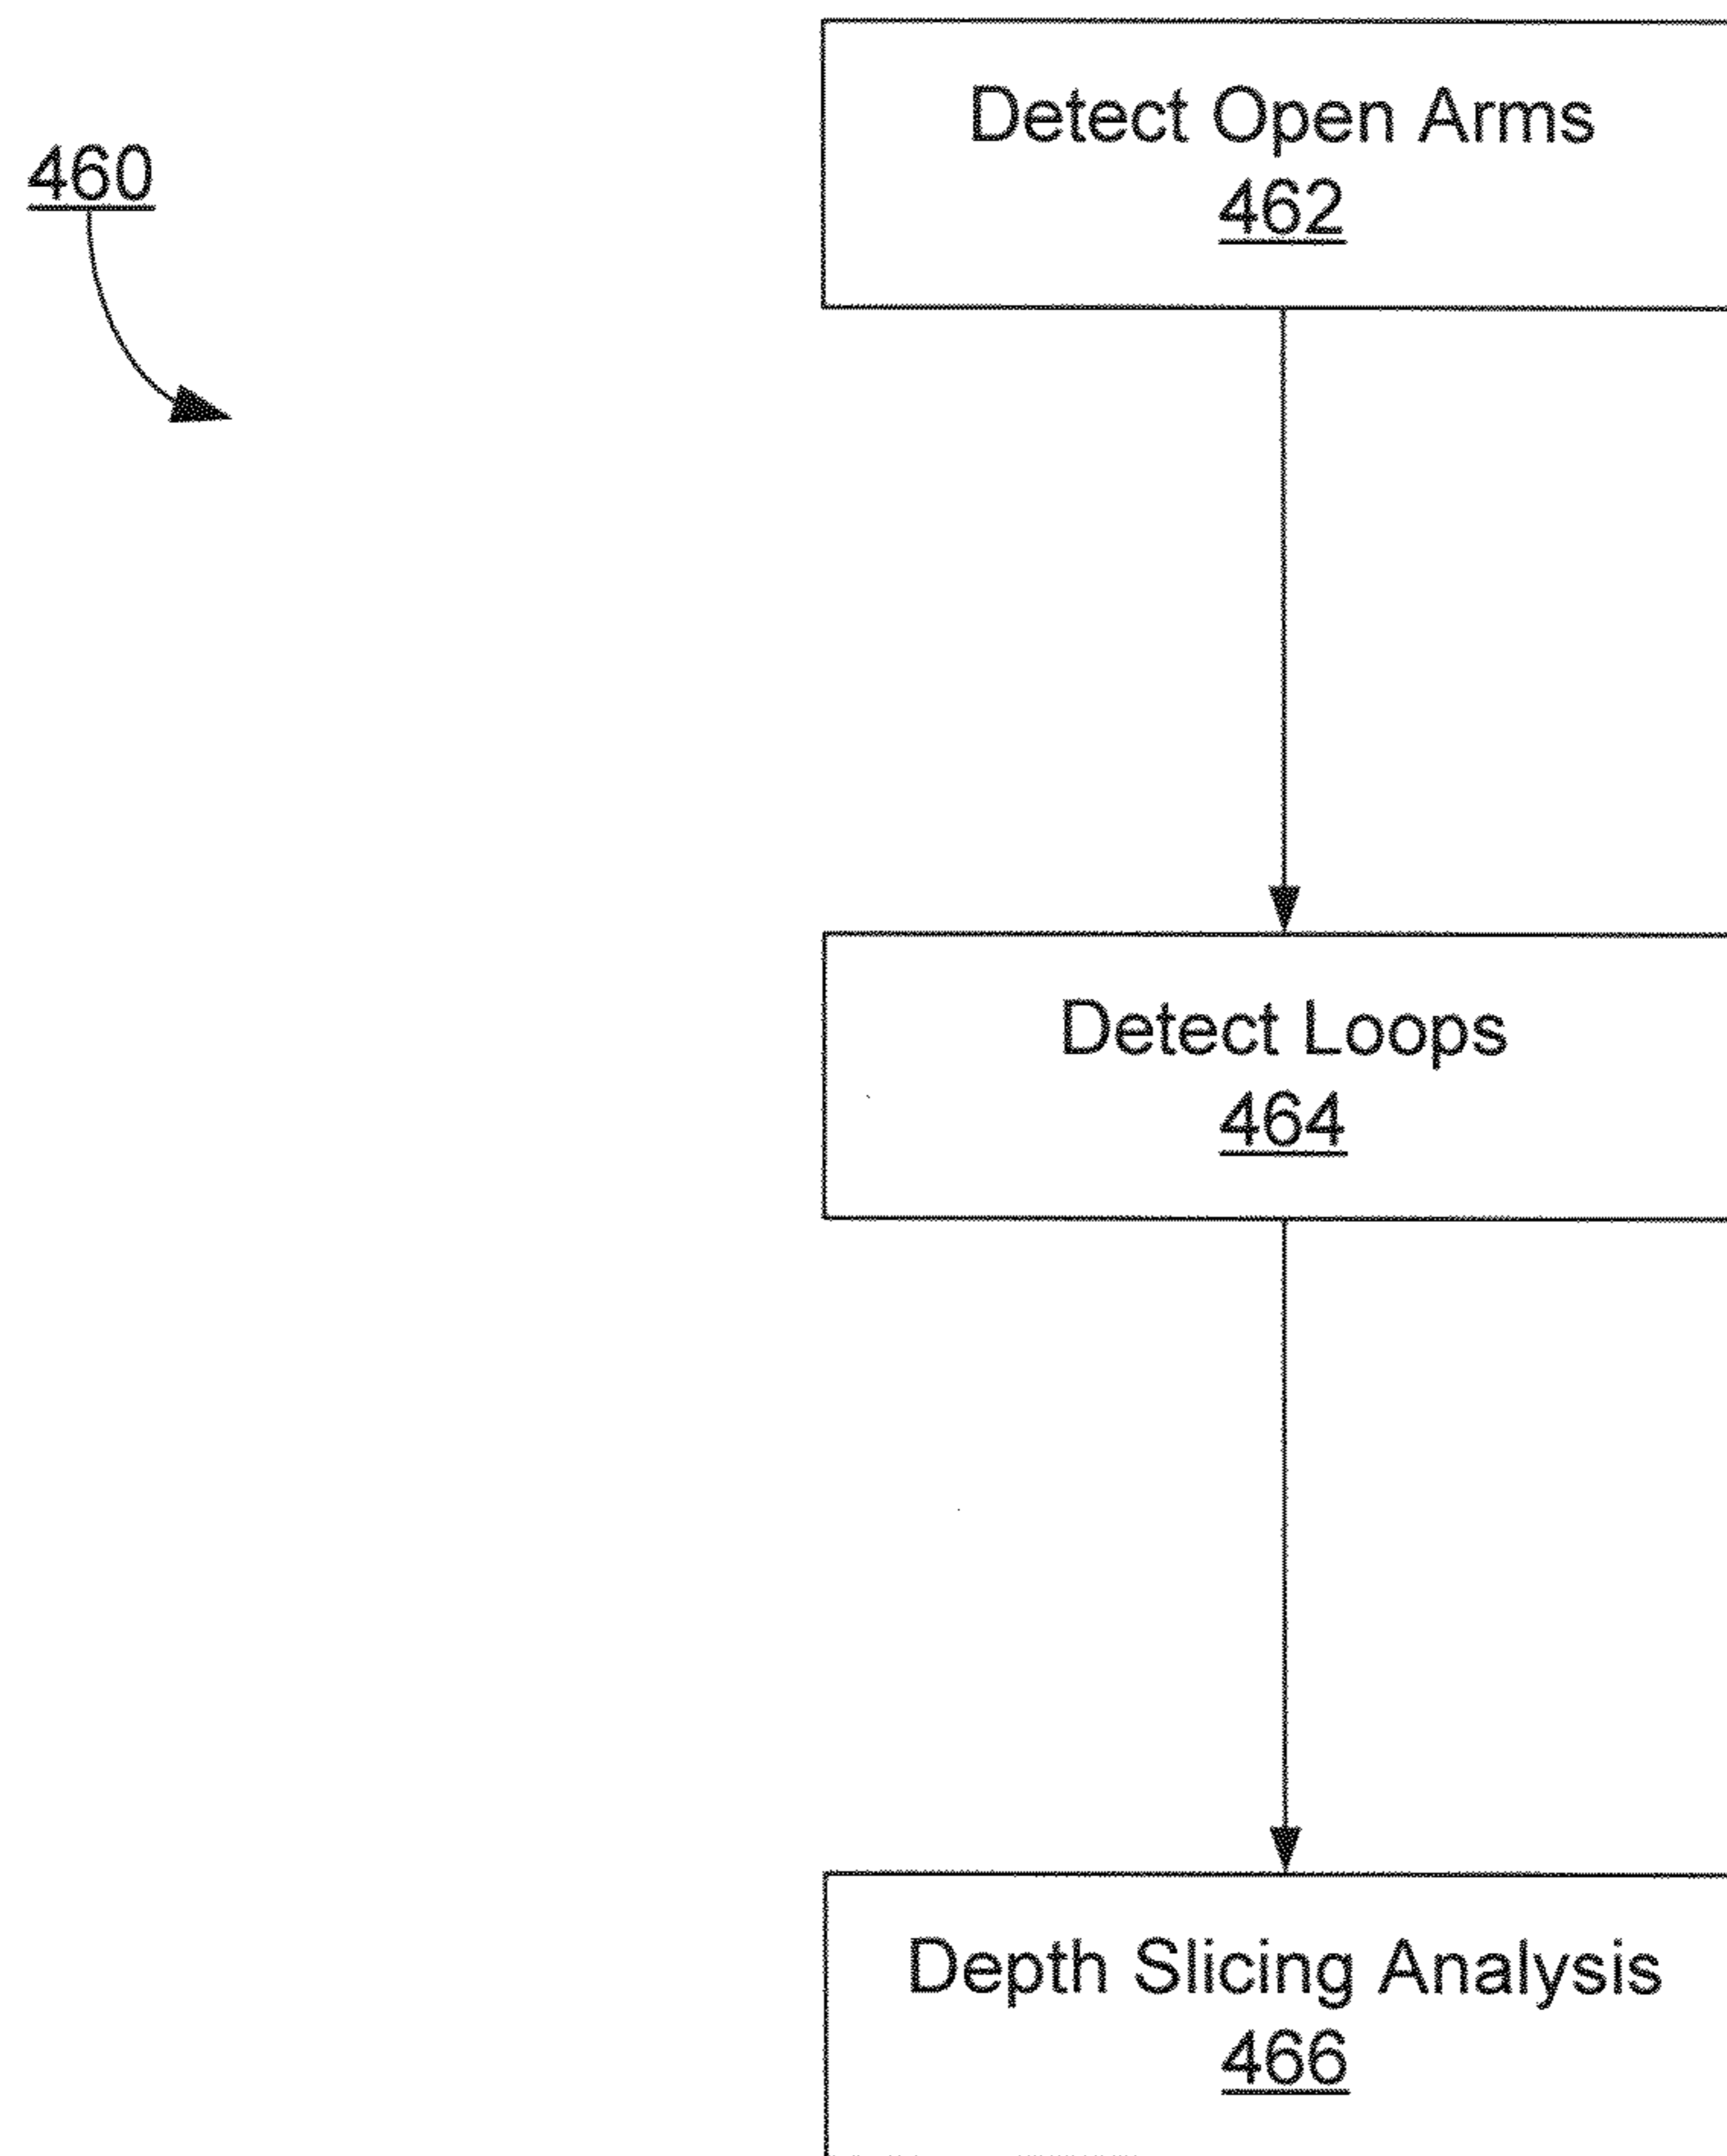 460
Detect Open Arms
462
Detect Loops
464
Depth Slicing Analysis
466